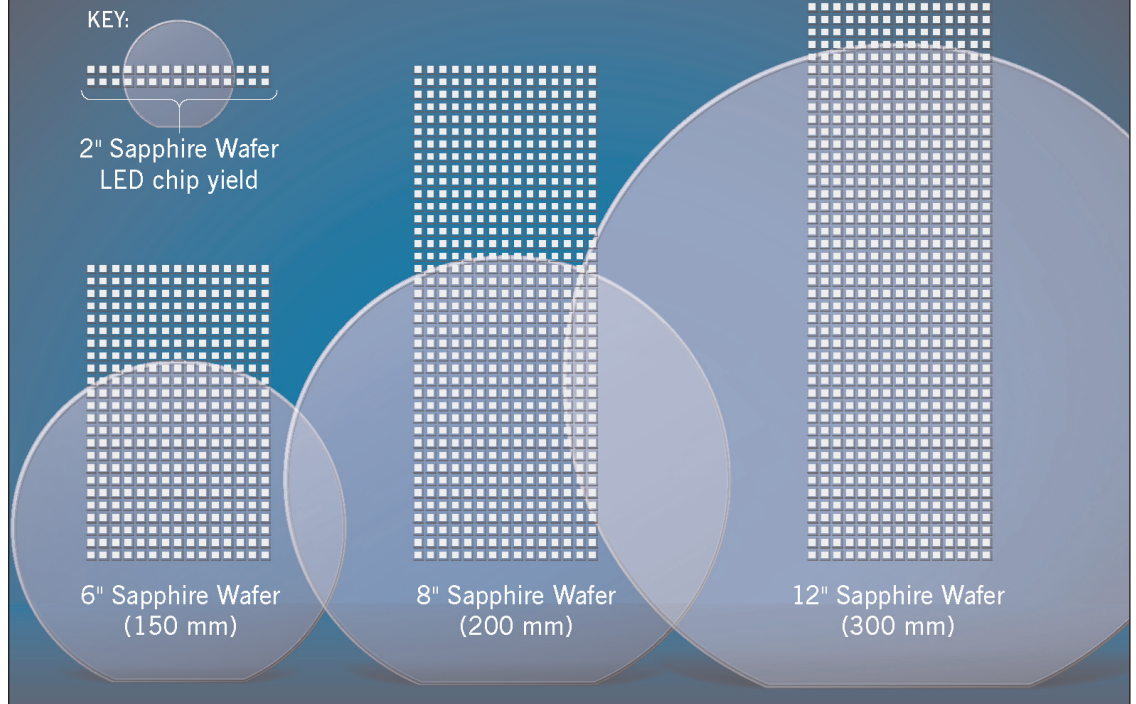 KEY:
2" Sapphire Wafer
LED chip yield
6" Sapphire Wafer
(150 mm)
8" Sapphire Wafer
(200 mm)
12" Sapphire Wafer
(300 mm)